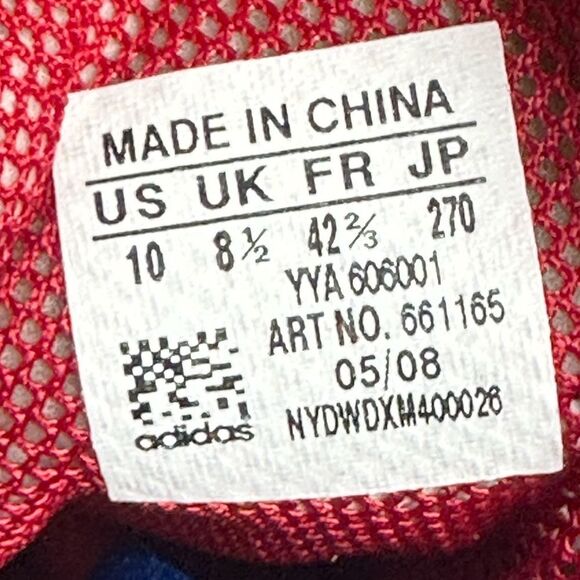 MADE IN CHINA
US UK FR JP
10 8½ 42⅔ 270
YYA 606001
ART NO. 661165
05/08
NYDWDXM400026
adidas